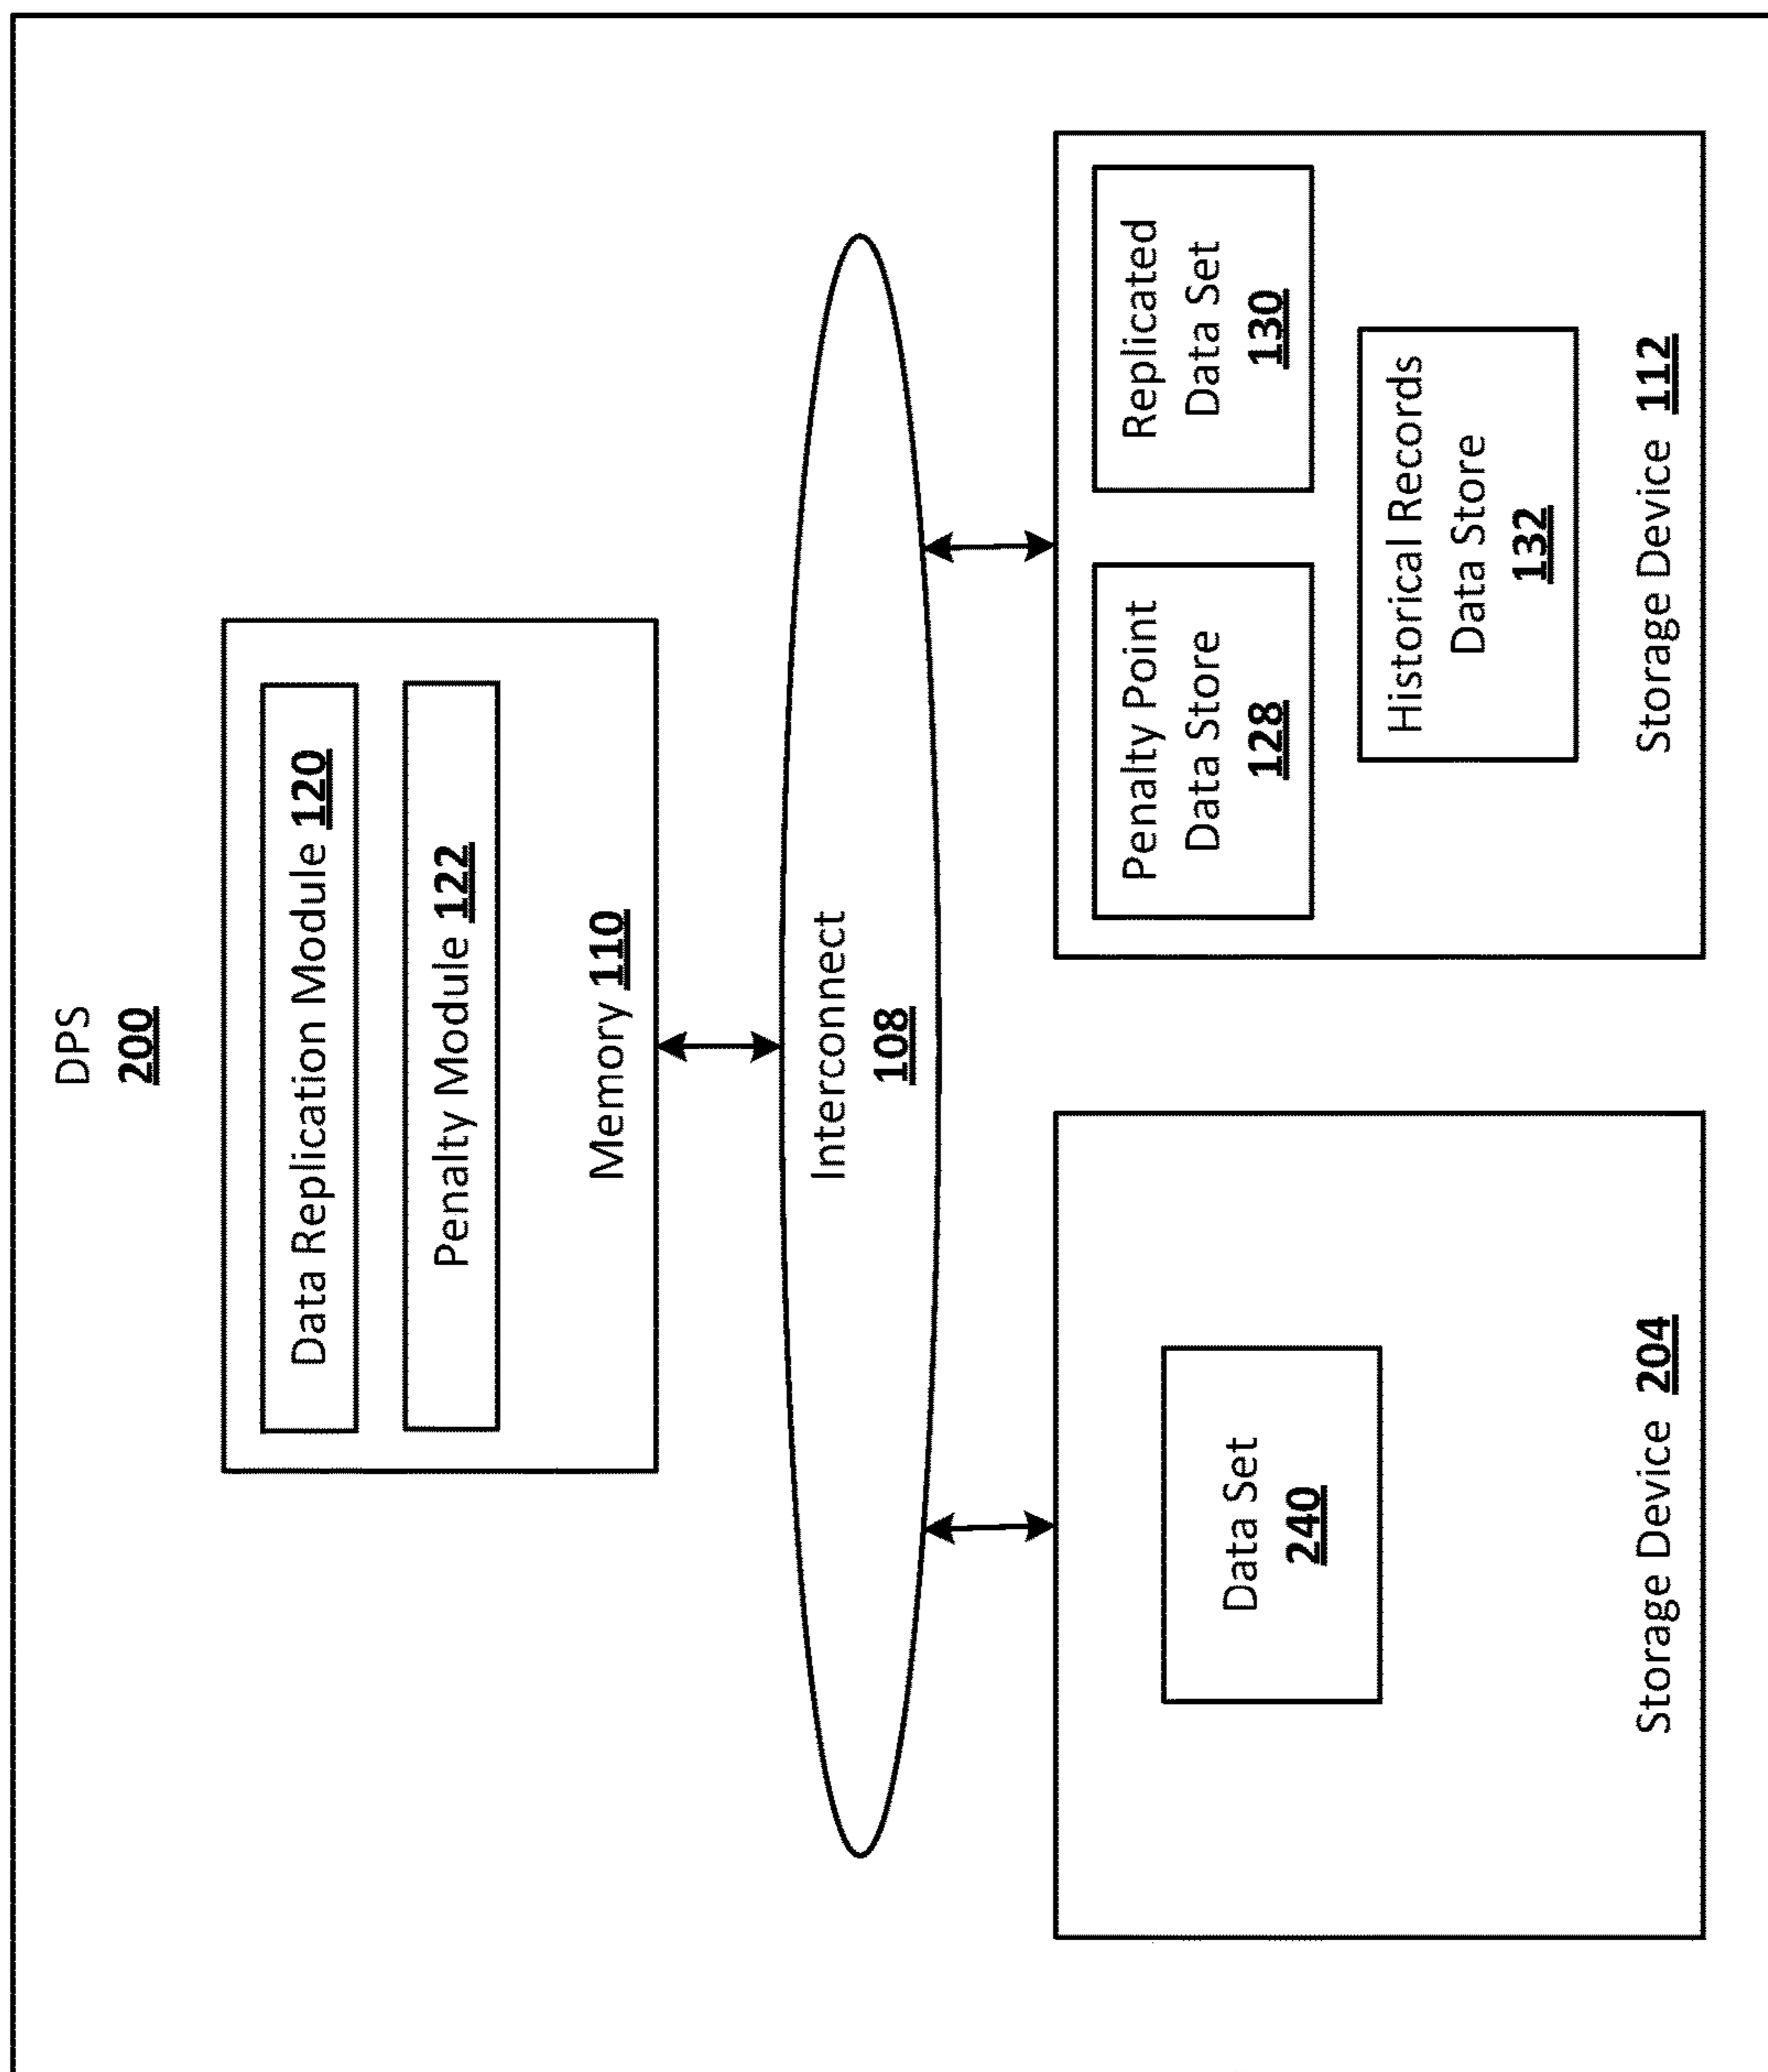 DPS
200
Data Replication Module 120
Penalty Module 122
Memory 110
Interconnect
108
Data Set
240
Storage Device 204
Penalty Point
Data Store
128
Replicated
Data Set
130
Historical Records
Data Store
132
Storage Device 112